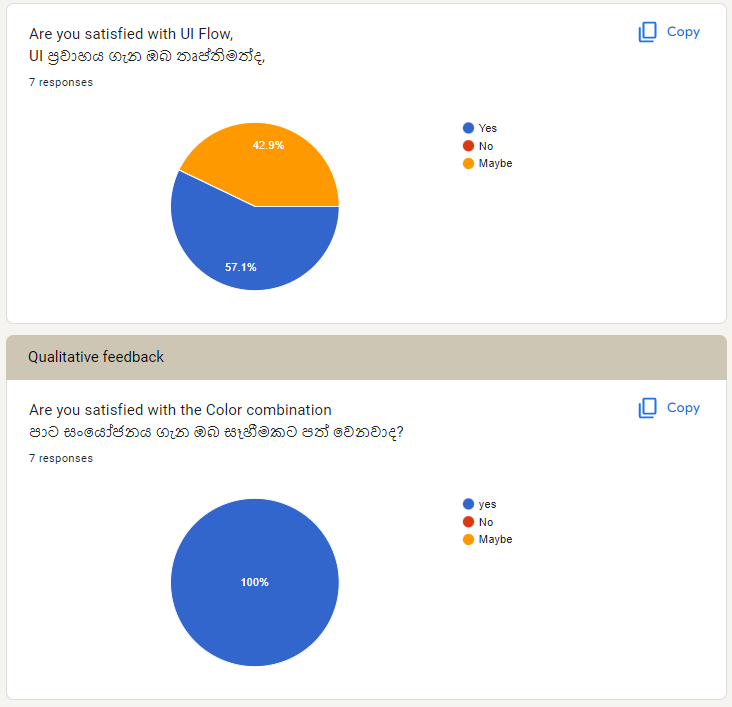 Are you satisfied with UI Flow,
Copy
UI ප්‍රවාහය ගැන ඔබ තෘප්තිමත්ද,
7 responses
42.9%
57.1%
Yes
No
Maybe
Qualitative feedback
Are you satisfied with the Color combination
Copy
පාට සංයෝජනය ගැන ඔබ සෑහීමකට පත් වෙනවාද?
7 responses
100%
yes
No
Maybe